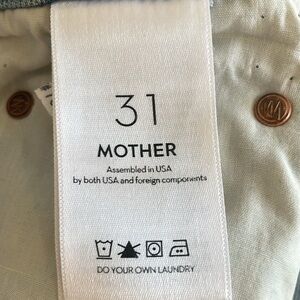 31
MOTHER
Assembled in USA
by both USA and foreign components
DO YOUR OWN LAUNDRY
M